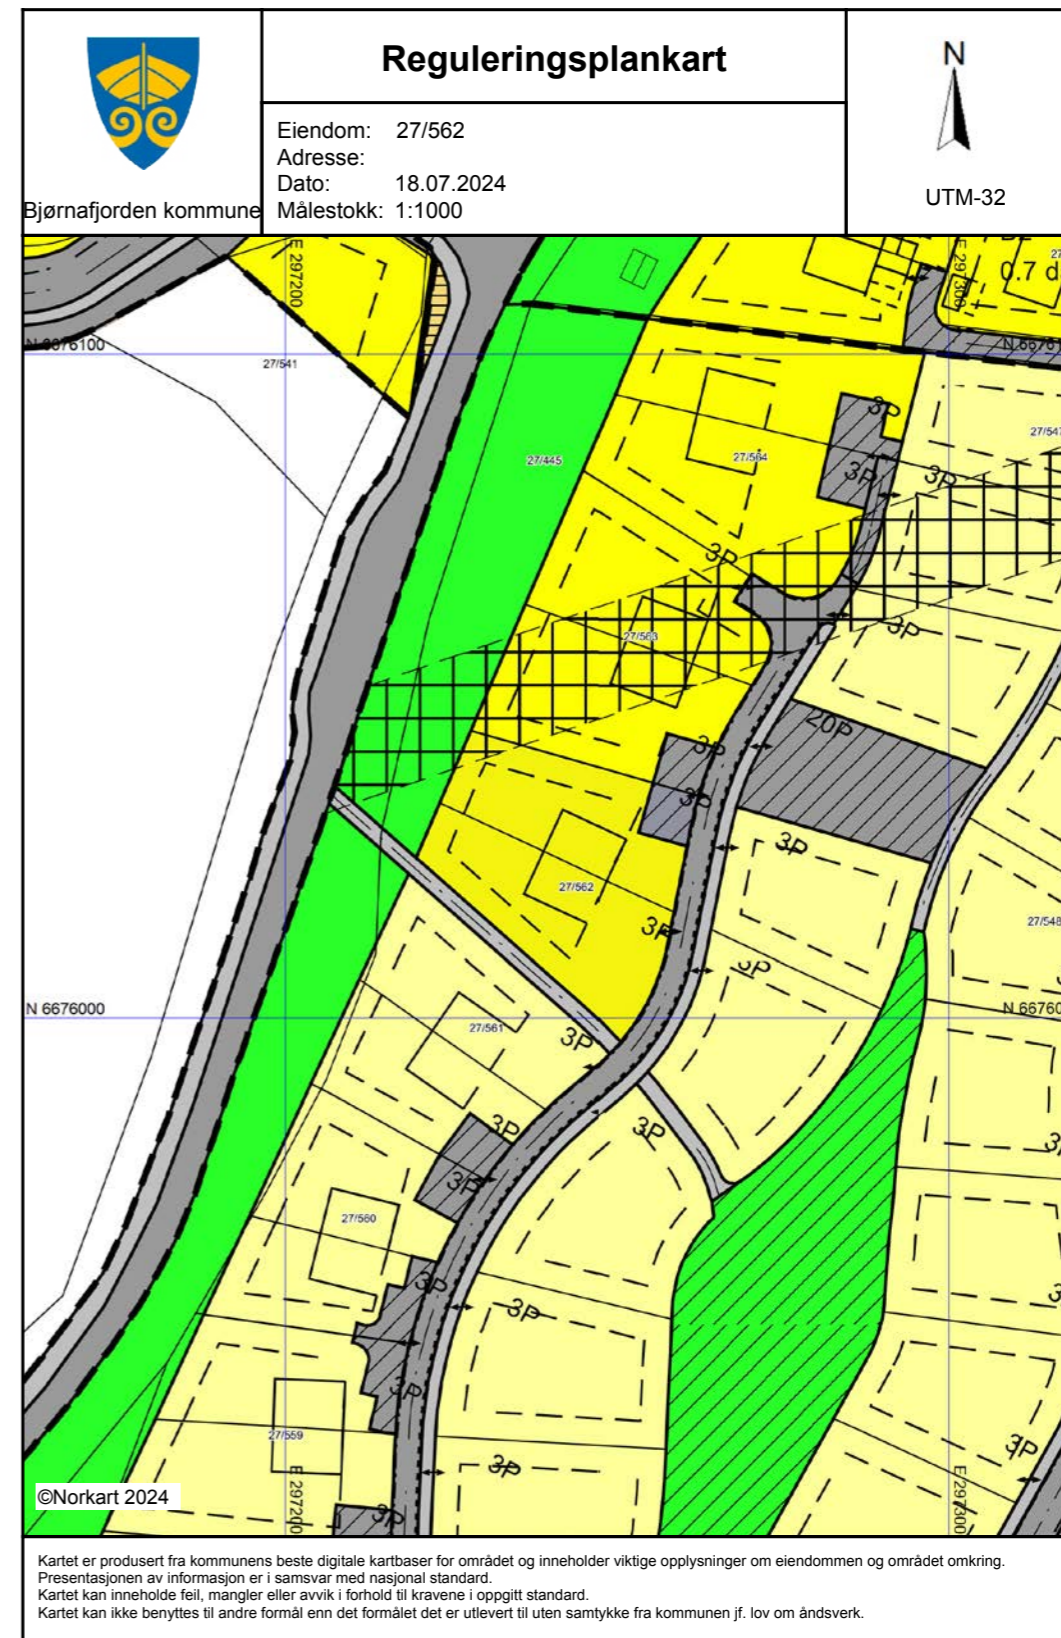 Reguleringsplankart
Bjørnafjorden kommune
Eiendom: 27/562
Adresse:
Dato: 18.07.2024
Målestokk: 1:1000
N
UTM-32
E 297200
E 297300
0.7 d
N 6676100
27/541
27/445
27/564
27/547
3P
3P
3P
3P
27/563
3P
20P
3P
3P
3P
27/562
27/548
3P
3P
N 6676000
27/561
3P
3P
3P
3P
27/560
3P
3P
3P
27/559
3P
3P
3P
E 297200
E 297300
©Norkart 2024
Kartet er produsert fra kommunens beste digitale kartbaser for området og inneholder viktige opplysninger om eiendommen og området omkring.
Presentasjonen av informasjon er i samsvar med nasjonal standard.
Kartet kan inneholde feil, mangler eller avvik i forhold til kravene i oppgitt standard.
Kartet kan ikke benyttes til andre formål enn det formålet det er utlevert til uten samtykke fra kommunen jf. lov om åndsverk.